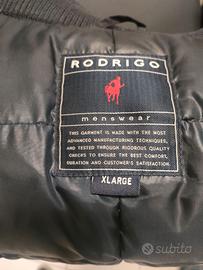 RODRIGO
menswear
THIS GARMENT IS MADE WITH THE MOST
ADVANCED MANUFACTURING TECHNIQUES,
AND TESTED THROUGH RIGOROUS QUALITY
CHECKS TO ENSURE THE BEST COMFORT,
DURATION AND CUSTOMER'S SATISFACTION.
XLARGE
subito